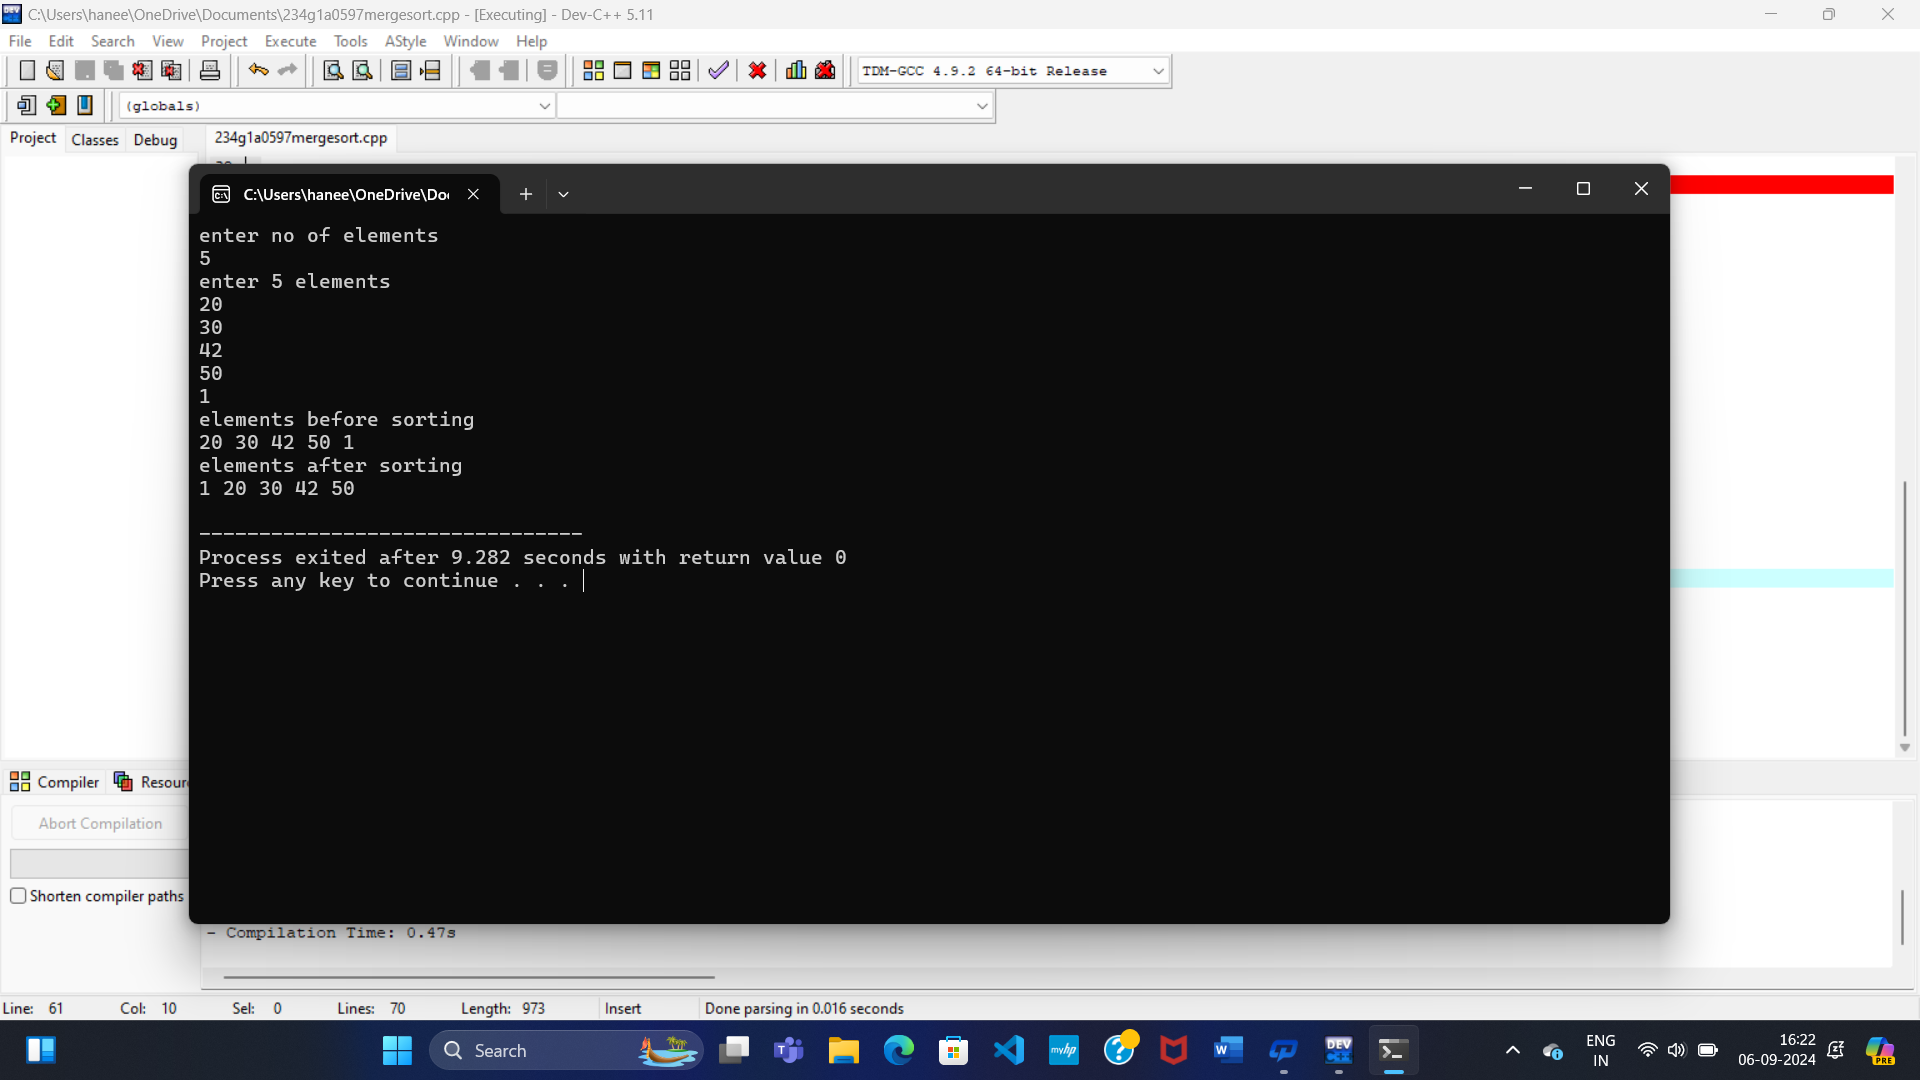 C:\Users\hanee\OneDrive\Documents\234g1a0597mergesort.cpp - [Executing] - Dev-C++ 5.11
File Edit Search View Project Execute Tools AStyle Window Help
TDM-GCC 4.9.2 64-bit Release
(globals)
Project Classes Debug 234g1a0597mergesort.cpp
C:\Users\hanee\OneDrive\Do
enter no of elements
5
enter 5 elements
20
30
42
50
1
elements before sorting
20 30 42 50 1
elements after sorting
1 20 30 42 50
--------------------------------
Process exited after 9.282 seconds with return value 0
Press any key to continue . . .
Compiler Resour
Abort Compilation
Shorten compiler paths
- Compilation Time: 0.47s
Line: 61 Col: 10 Sel: 0 Lines: 70 Length: 973 Insert Done parsing in 0.016 seconds
Search
myhp
W
DEV
C++
ENG
IN
16:22
06-09-2024
PRE